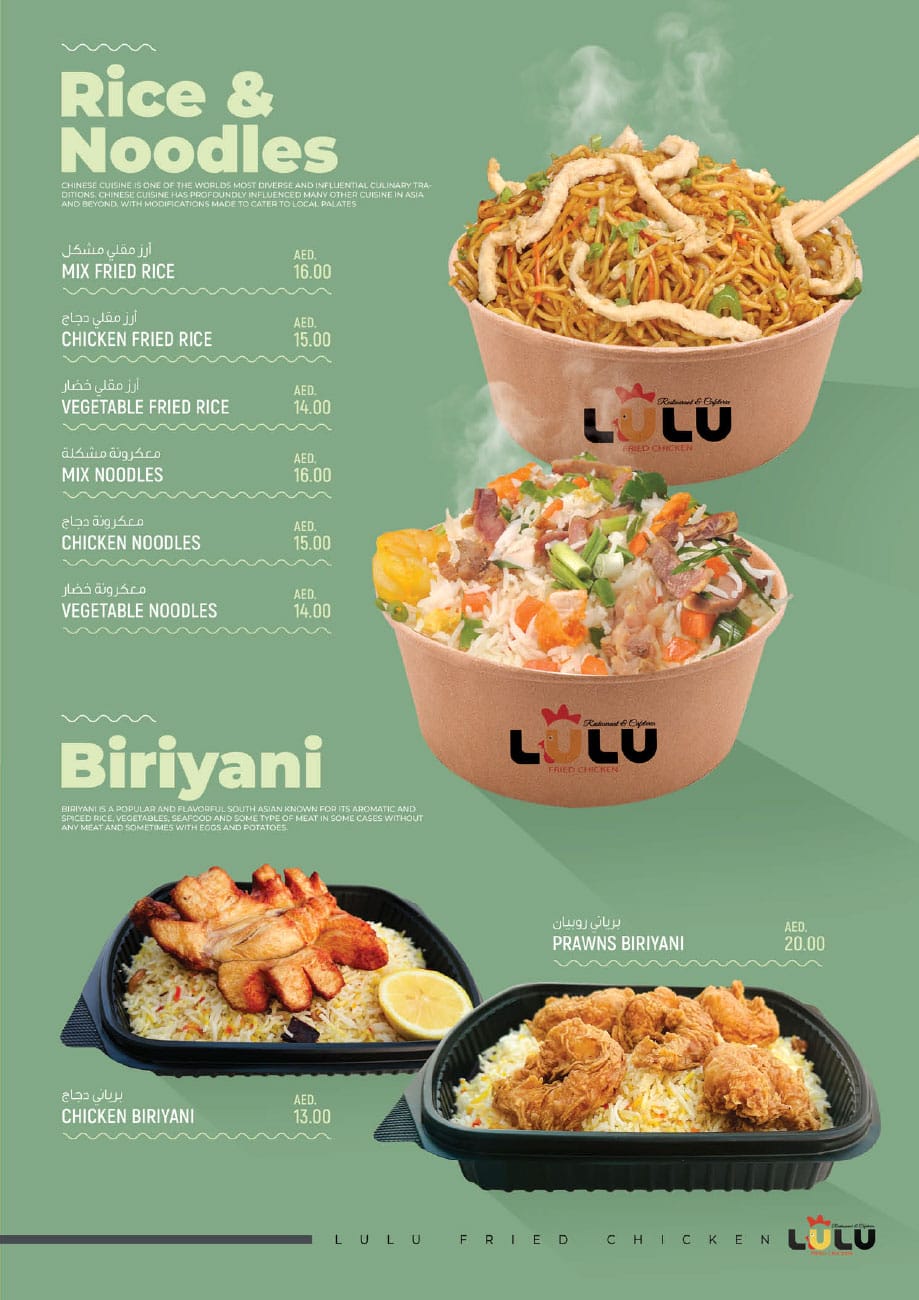 Rice &
Noodles
CHINESE CUISINE IS ONE OF THE WORLDS MOST DIVERSE AND INFLUENTIAL CULINARY TRA-
DITIONS, CHINESE CUISINE HAS PROFOUNDLY INFLUENCED MANY OTHER CUISINE IN ASIA
AND BEYOND, WITH MODIFICATIONS MADE TO CATER TO LOCAL PALATES
أرز مقلي مشكل
MIX FRIED RICE
AED.
16.00
أرز مقلي دجاج
CHICKEN FRIED RICE
AED.
15.00
أرز مقلي خضار
VEGETABLE FRIED RICE
AED.
14.00
معكرونة مشكلة
MIX NOODLES
AED.
16.00
معكرونة دجاج
CHICKEN NOODLES
AED.
15.00
معكرونة خضار
VEGETABLE NOODLES
AED.
14.00
Restaurant & Cafeteria
LULU
FRIED CHICKEN
Restaurant & Cafeteria
LULU
FRIED CHICKEN
Biriyani
BIRIYANI IS A POPULAR AND FLAVORFUL SOUTH ASIAN KNOWN FOR ITS AROMATIC AND
SPICED RICE, VEGETABLES, SEAFOOD AND SOME TYPE OF MEAT IN SOME CASES WITHOUT
ANY MEAT AND SOMETIMES WITH EGGS AND POTATOES.
برياني روبيان
PRAWNS BIRIYANI
AED.
20.00
برياني دجاج
CHICKEN BIRIYANI
AED.
13.00
LULU FRIED CHICKEN
Restaurant & Cafeteria
LULU
FRIED CHICKEN